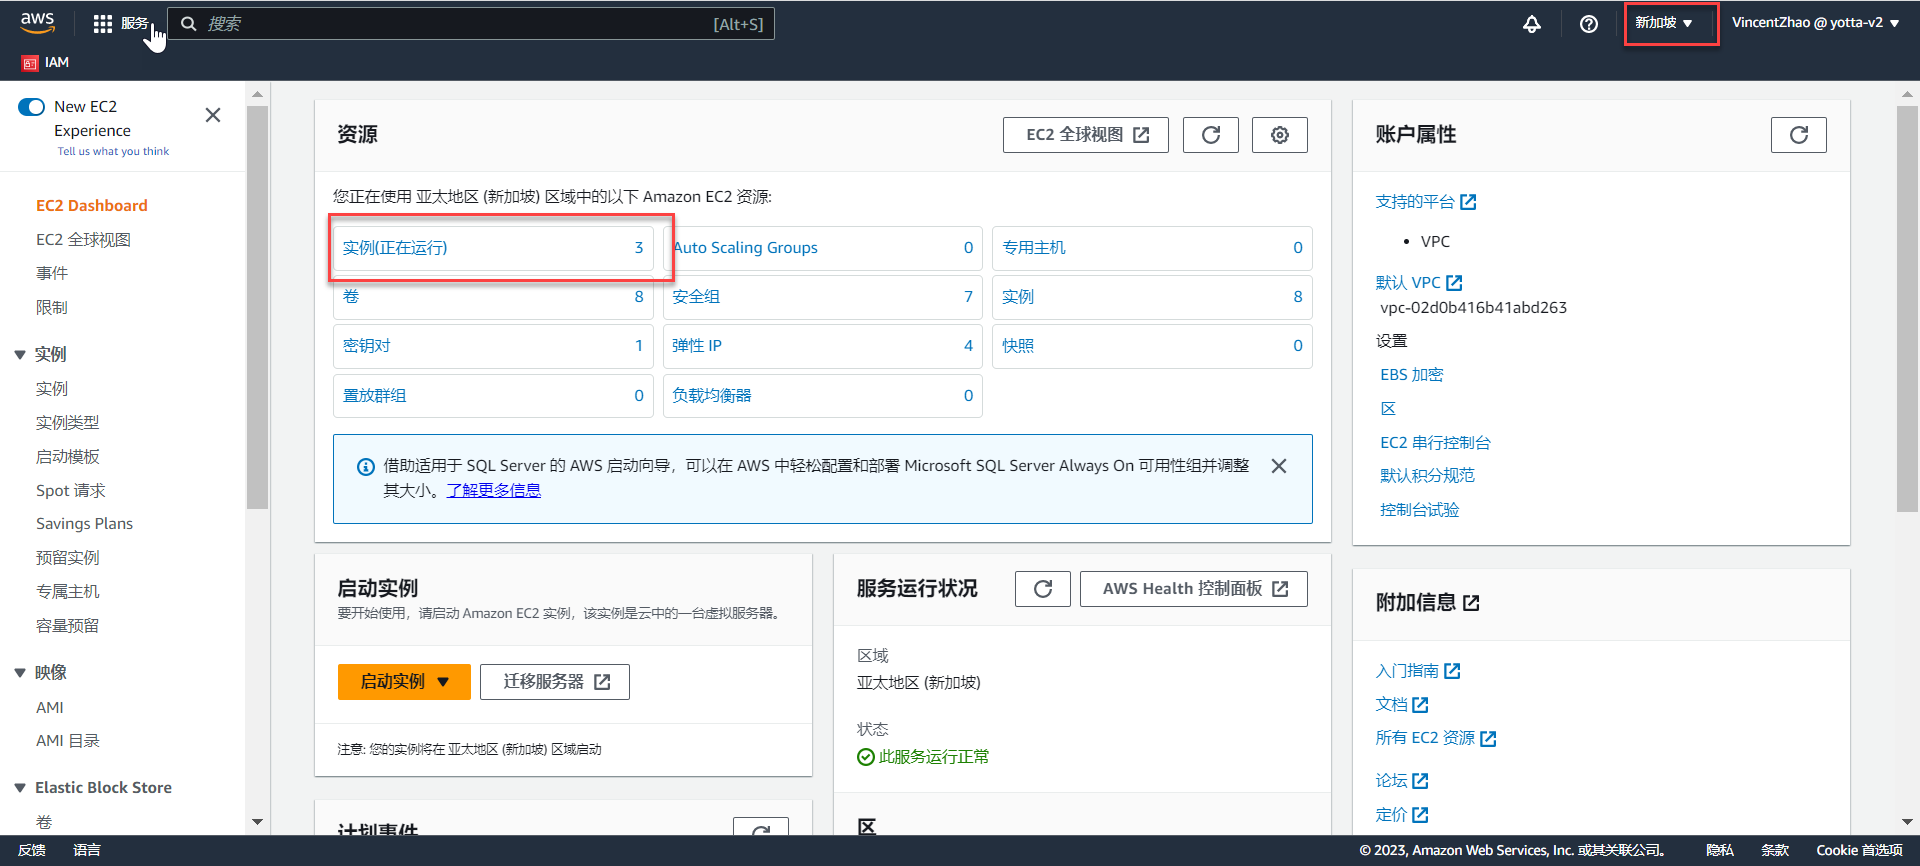 aws
服务
搜索
[Alt+S]
新加坡 ▼
VincentZhao @ yotta-v2 ▼
IAM
New EC2
Experience
Tell us what you think
EC2 Dashboard
EC2 全球视图
事件
限制
▼ 实例
实例
实例类型
启动模板
Spot 请求
Savings Plans
预留实例
专属主机
容量预留
▼ 映像
AMI
AMI 目录
▼ Elastic Block Store
卷
资源
EC2 全球视图
您正在使用 亚太地区 (新加坡) 区域中的以下 Amazon EC2 资源:
实例(正在运行) 3
Auto Scaling Groups 0
专用主机 0
卷 8
安全组 7
实例 8
密钥对 1
弹性 IP 4
快照 0
置放群组 0
负载均衡器 0
借助适用于 SQL Server 的 AWS 启动向导，可以在 AWS 中轻松配置和部署 Microsoft SQL Server Always On 可用性组并调整
其大小。了解更多信息
启动实例
要开始使用，请启动 Amazon EC2 实例，该实例是云中的一台虚拟服务器。
启动实例 ▼
迁移服务器
注意: 您的实例将在 亚太地区 (新加坡) 区域启动
计划事件
服务运行状况
AWS Health 控制面板
区域
亚太地区 (新加坡)
状态
此服务运行正常
区
账户属性
支持的平台
• VPC
默认 VPC
vpc-02d0b416b41abd263
设置
EBS 加密
区
EC2 串行控制台
默认积分规范
控制台试验
附加信息
入门指南
文档
所有 EC2 资源
论坛
定价
反馈
语言
© 2023, Amazon Web Services, Inc. 或其关联公司。
隐私
条款
Cookie 首选项